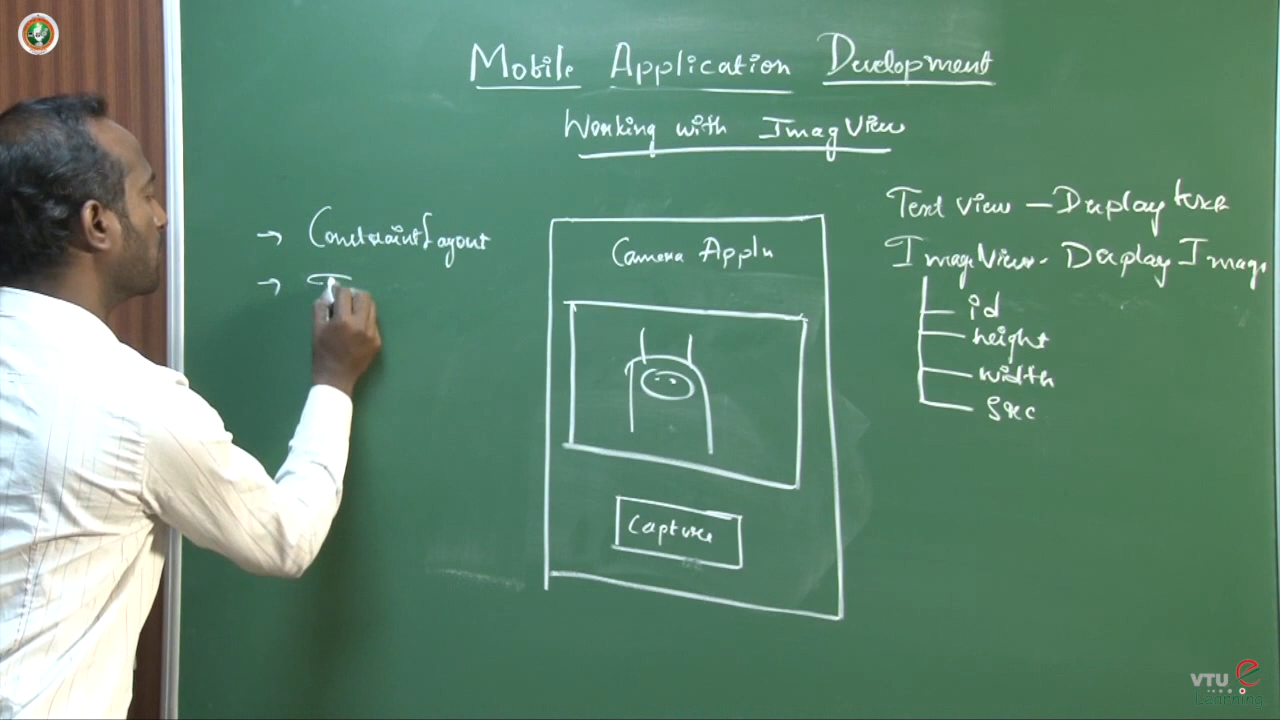 Mobile Application Development
Working with ImagView
→ ConstraintLayout
→ T
Camera Appln
Capture
Text View - Display text
ImageView - Display Image
id
height
width
src
VTU e
Learning